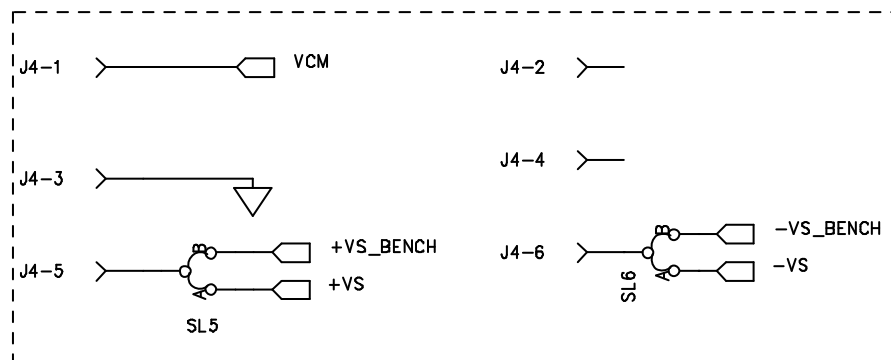 J4-1
VCM
J4-2
J4-4
J4-3
B
+VS_BENCH
J4-5
A
+VS
SL5
B
-VS_BENCH
J4-6
A
-VS
SL6